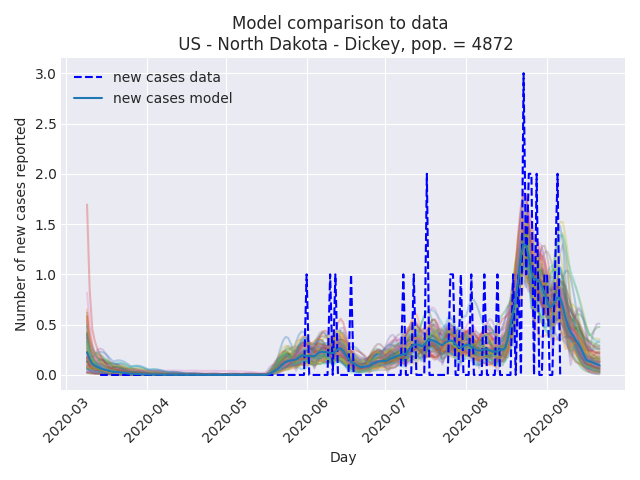 Model comparison to data
US - North Dakota - Dickey, pop. = 4872
new cases data
new cases model
Number of new cases reported
3.0
2.5
2.0
1.5
1.0
0.5
0.0
2020-03
2020-04
2020-05
2020-06
2020-07
2020-08
2020-09
Day